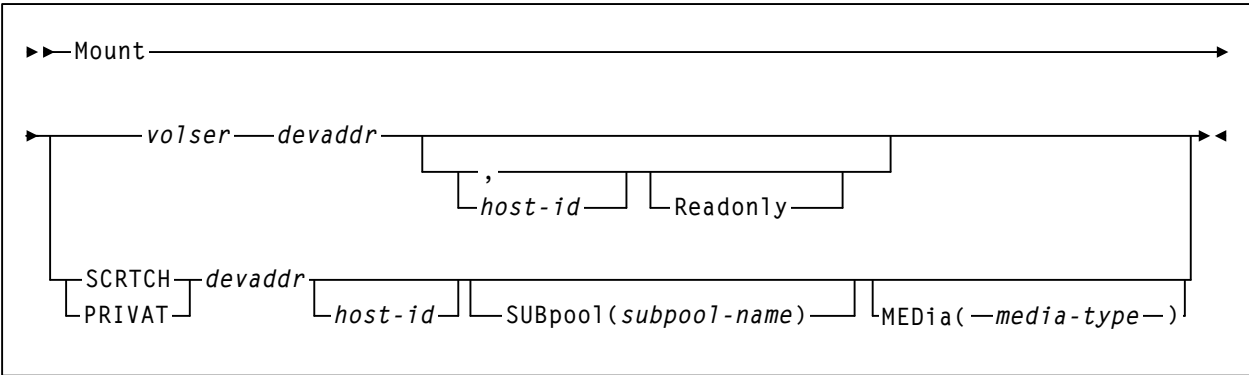 Mount
volser devaddr
,
host-id Readonly
SCRTCH devaddr
PRIVAT host-id SUBpool(subpool-name) MEDia( media-type )